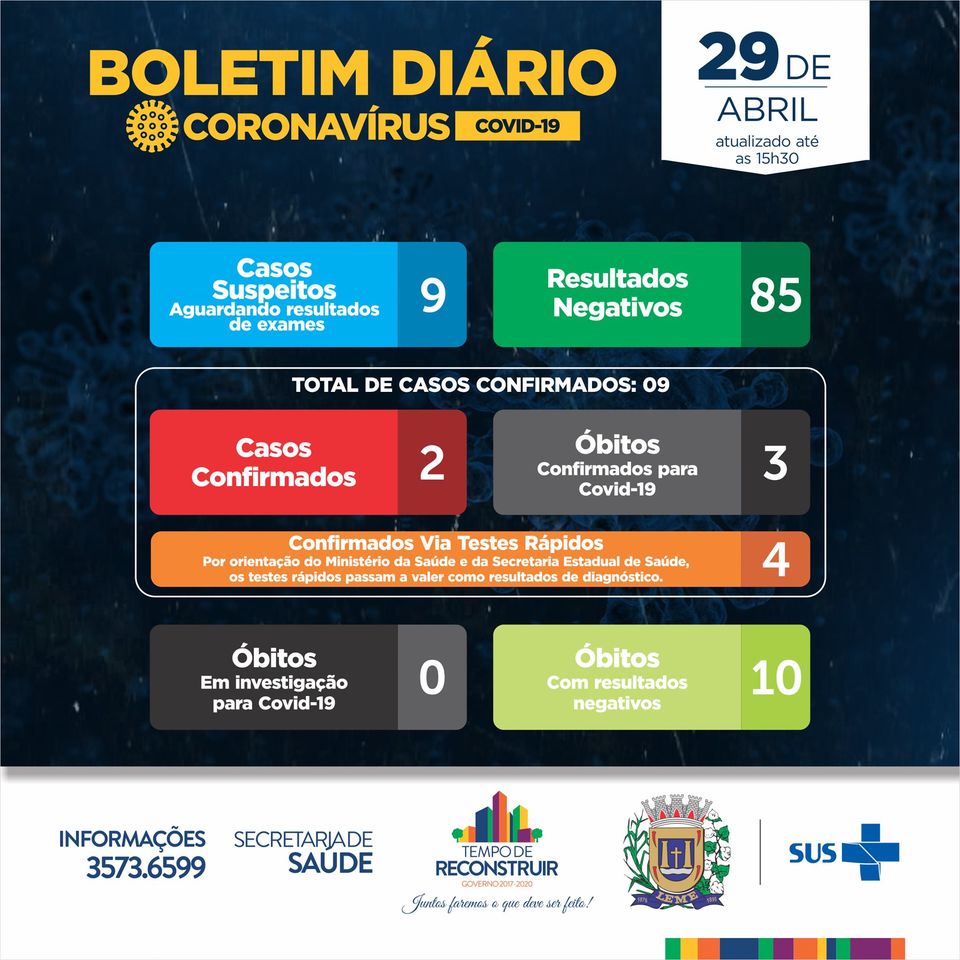 BOLETIM DIÁRIO
CORONAVÍRUS COVID-19
29 DE
ABRIL
atualizado até
as 15h30
Casos
Suspeitos
Aguardando resultados
de exames
9
Resultados
Negativos
85
TOTAL DE CASOS CONFIRMADOS: 09
Casos
Confirmados
2
Óbitos
Confirmados para
Covid-19
3
Confirmados Via Testes Rápidos
Por orientação do Ministério da Saúde e da Secretaria Estadual de Saúde,
os testes rápidos passam a valer como resultados de diagnóstico.
4
Óbitos
Em investigação
para Covid-19
0
Óbitos
Com resultados
negativos
10
INFORMAÇÕES
3573.6599
SECRETARIA DE
SAÚDE
TEMPO DE
RECONSTRUIR
GOVERNO 2017-2020
Juntos faremos o que deve ser feito!
1876 LEME 1895
SUS